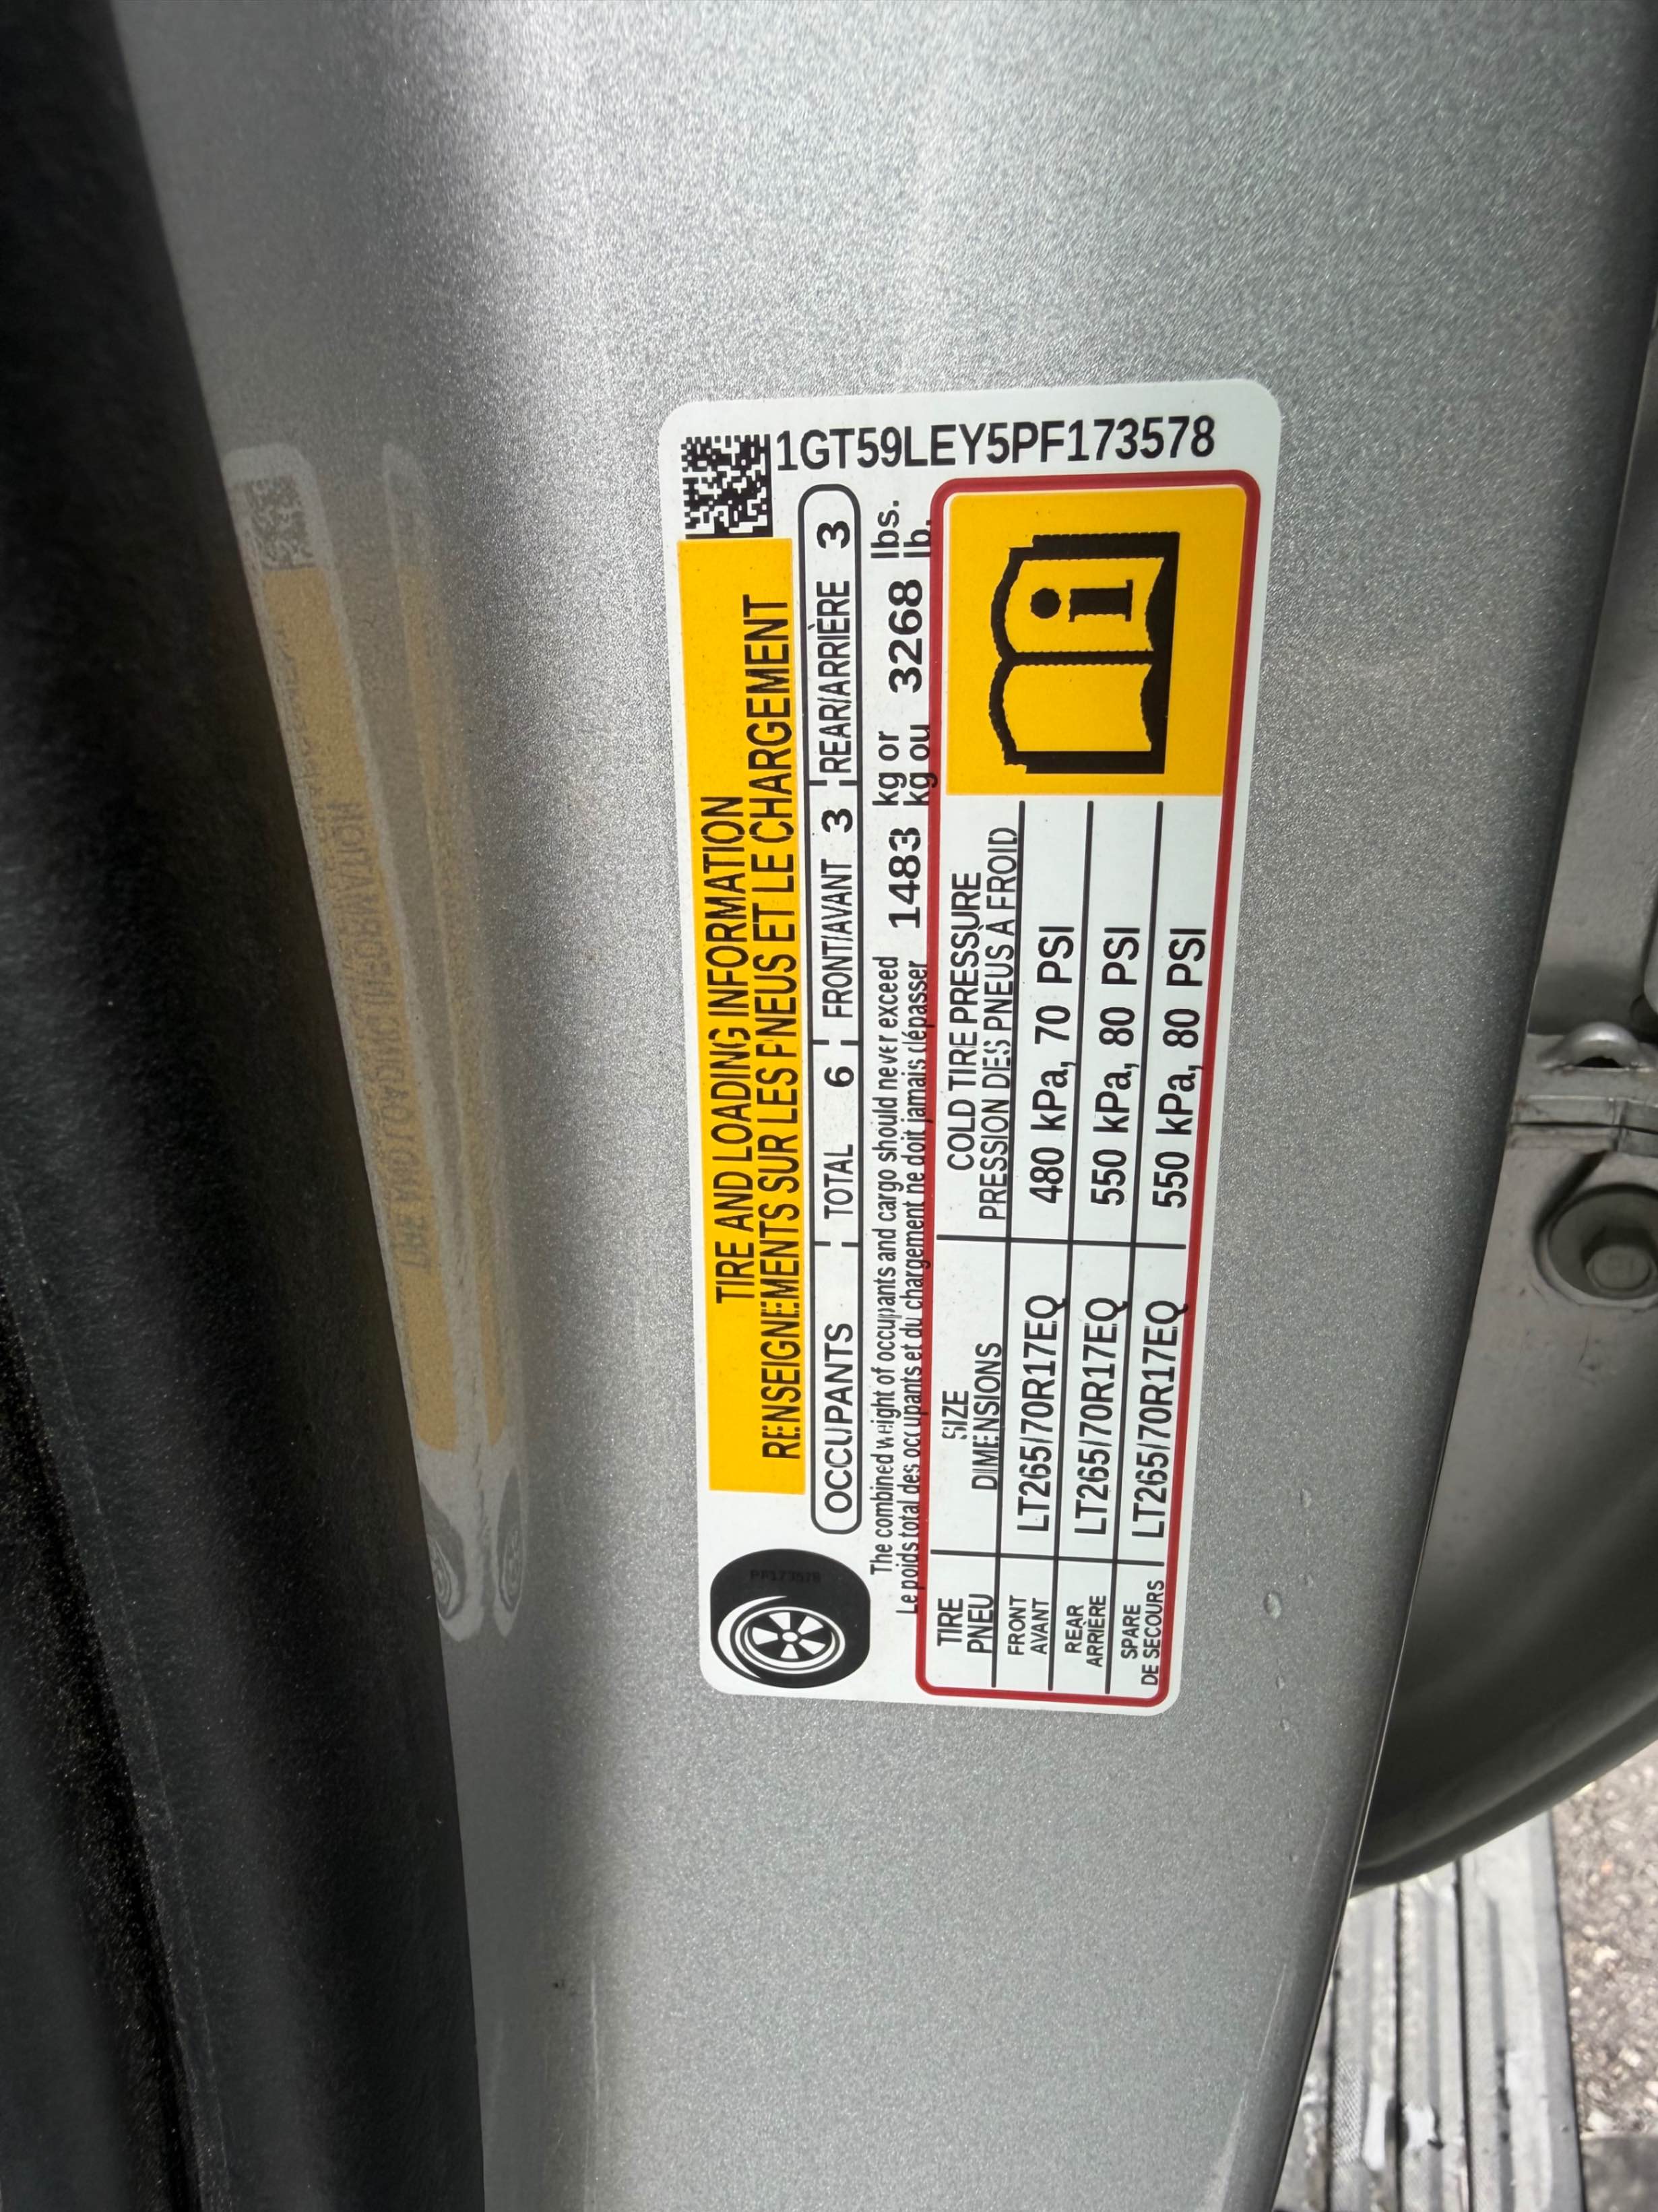 TIRE AND LOADING INFORMATION
RENSEIGNEMENTS SUR LES PNEUS ET LE CHARGEMENT
1GT59LEY5PF173578
OCCUPANTS TOTAL 6 FRONT/AVANT 3 REAR/ARRIÈRE 3
The combined weight of occupants and cargo should never exceed 1483 kg or 3268 lbs.
Le poids total des occupants et du chargement ne doit jamais dépasser kg ou lb.
TIRE SIZE COLD TIRE PRESSURE
PNEU DIMENSIONS PRESSION DES PNEUS À FROID
FRONT
AVANT LT265/70R17EQ 480 kPa, 70 PSI
REAR
ARRIÈRE LT265/70R17EQ 550 kPa, 80 PSI
SPARE
DE SECOURS LT265/70R17EQ 550 kPa, 80 PSI
PF173578
i